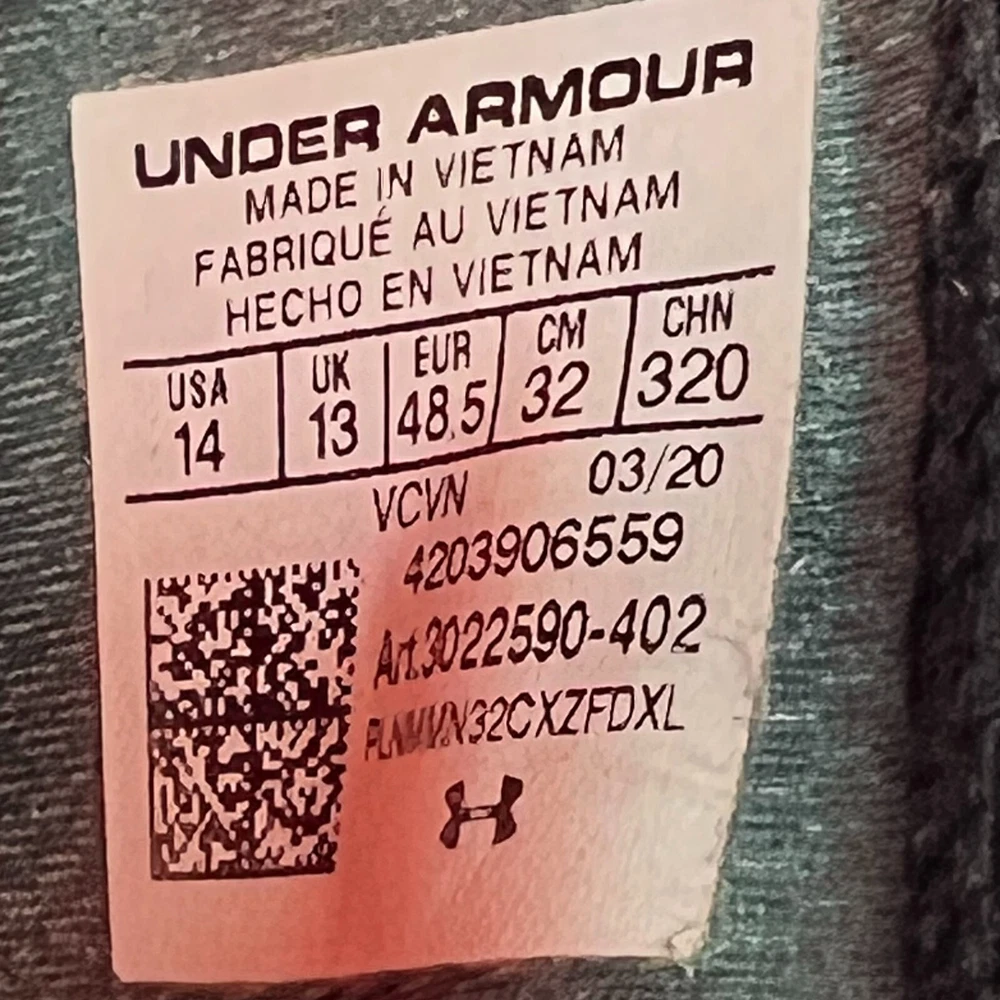 UNDER ARMOUR
MADE IN VIETNAM
FABRIQUÉ AU VIETNAM
HECHO EN VIETNAM
USA UK EUR CM CHN
14 13 48.5 32 320
VCVN 03/20
4203906559
Art.3022590-402